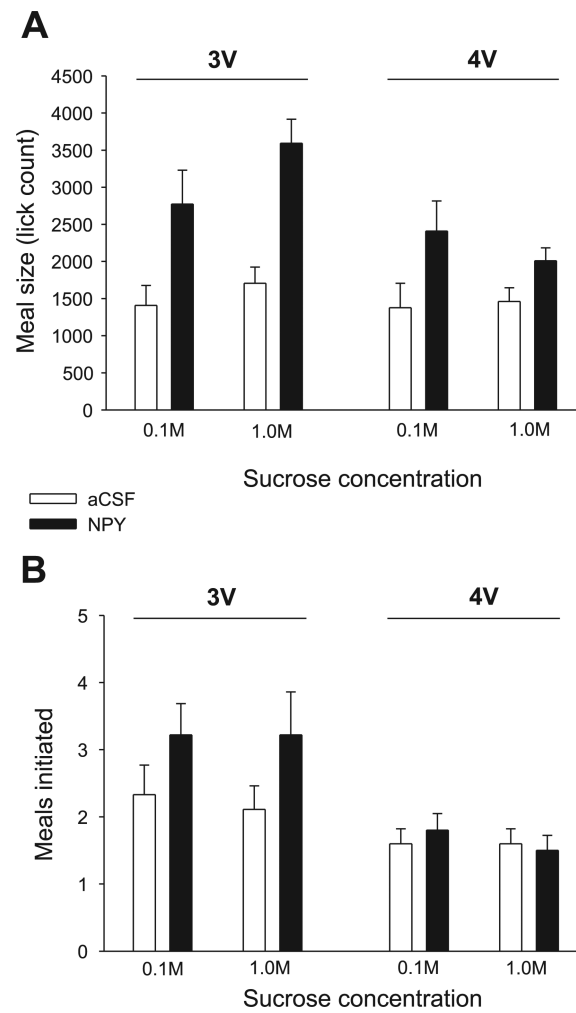 A
3V 4V
4500
4000
3500
3000
2500
2000
1500
1000
500
0
Meal size (lick count)
0.1M 1.0M 0.1M 1.0M
Sucrose concentration
aCSF
NPY
B
3V 4V
5
4
3
2
1
0
Meals initiated
0.1M 1.0M 0.1M 1.0M
Sucrose concentration